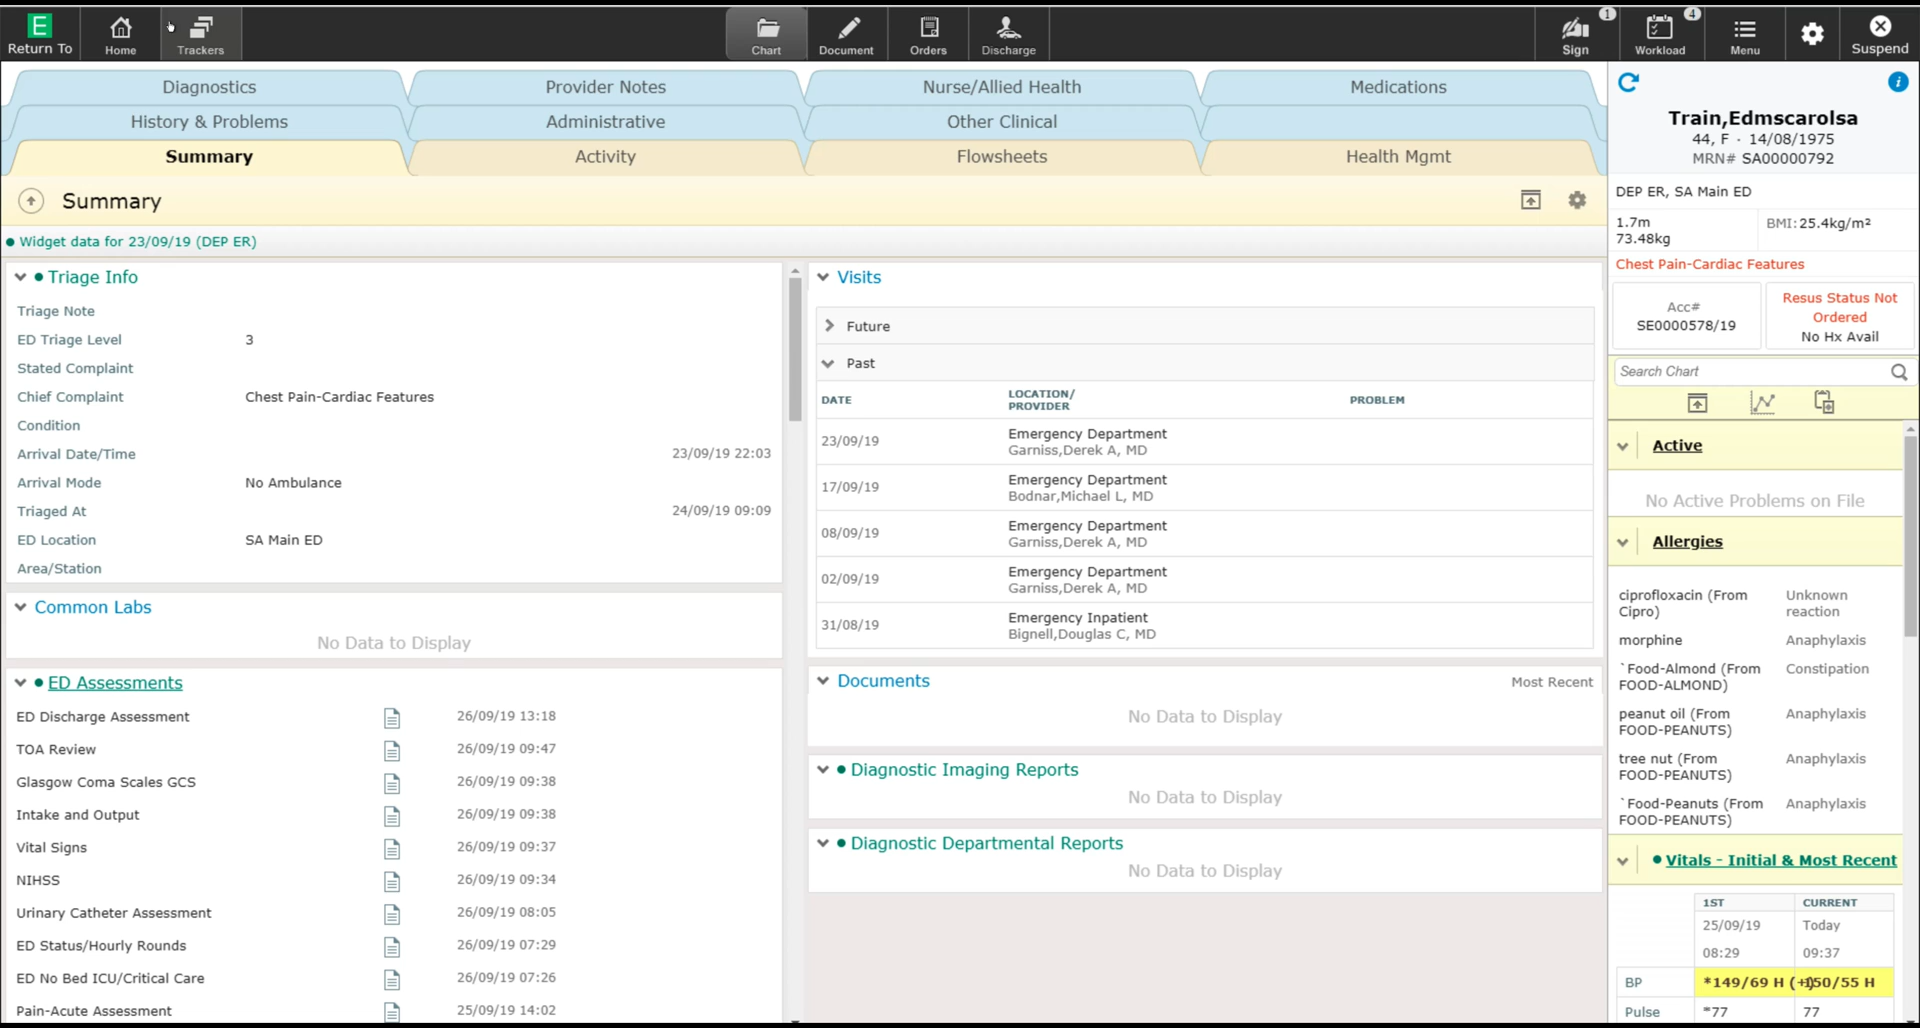 E
Return To
Home
Trackers
Chart
Document
Orders
Discharge
1
Sign
4
Workload
Menu
Suspend
Diagnostics
Provider Notes
Nurse/Allied Health
Medications
History & Problems
Administrative
Other Clinical
Summary
Activity
Flowsheets
Health Mgmt
Summary
Widget data for 23/09/19 (DEP ER)
Triage Info
Triage Note
ED Triage Level 3
Stated Complaint
Chief Complaint Chest Pain-Cardiac Features
Condition
Arrival Date/Time 23/09/19 22:03
Arrival Mode No Ambulance
Triaged At 24/09/19 09:09
ED Location SA Main ED
Area/Station
Common Labs
No Data to Display
ED Assessments
ED Discharge Assessment 26/09/19 13:18
TOA Review 26/09/19 09:47
Glasgow Coma Scales GCS 26/09/19 09:38
Intake and Output 26/09/19 09:38
Vital Signs 26/09/19 09:37
NIHSS 26/09/19 09:34
Urinary Catheter Assessment 26/09/19 08:05
ED Status/Hourly Rounds 26/09/19 07:29
ED No Bed ICU/Critical Care 26/09/19 07:26
Pain-Acute Assessment 25/09/19 14:02
Visits
Future
Past
DATE LOCATION/ PROBLEM
PROVIDER
23/09/19 Emergency Department
Garniss,Derek A, MD
17/09/19 Emergency Department
Bodnar,Michael L, MD
08/09/19 Emergency Department
Garniss,Derek A, MD
02/09/19 Emergency Department
Garniss,Derek A, MD
31/08/19 Emergency Inpatient
Bignell,Douglas C, MD
Documents Most Recent
No Data to Display
Diagnostic Imaging Reports
No Data to Display
Diagnostic Departmental Reports
No Data to Display
i
Train,Edmscarolsa
44, F · 14/08/1975
MRN# SA00000792
DEP ER, SA Main ED
1.7m BMI: 25.4kg/m²
73.48kg
Chest Pain-Cardiac Features
Acc#
SE0000578/19
Resus Status Not
Ordered
No Hx Avail
Search Chart
Active
No Active Problems on File
Allergies
ciprofloxacin (From Unknown
Cipro) reaction
morphine Anaphylaxis
`Food-Almond (From Constipation
FOOD-ALMOND)
peanut oil (From Anaphylaxis
FOOD-PEANUTS)
tree nut (From Anaphylaxis
FOOD-PEANUTS)
`Food-Peanuts (From Anaphylaxis
FOOD-PEANUTS)
Vitals - Initial & Most Recent
1ST CURRENT
25/09/19 Today
08:29 09:37
BP *149/69 H (+) 150/55 H
Pulse *77 77